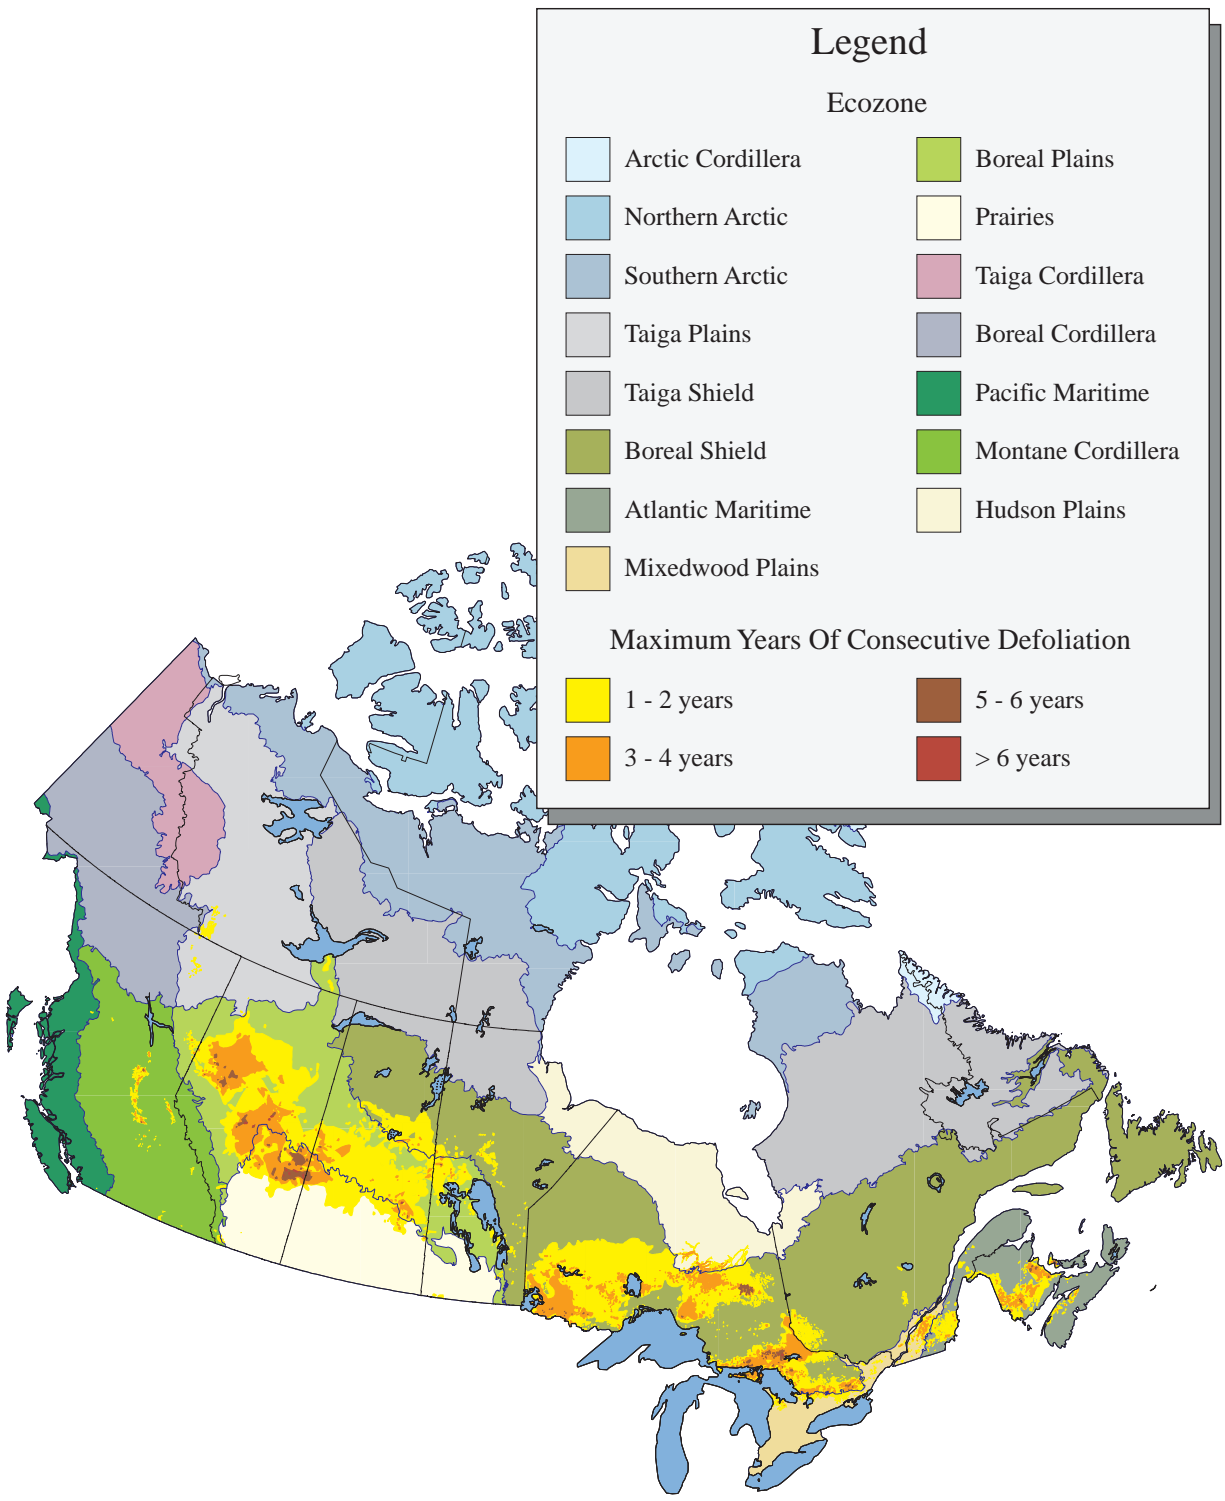 Legend
Ecozone
Arctic Cordillera
Northern Arctic
Southern Arctic
Taiga Plains
Taiga Shield
Boreal Shield
Atlantic Maritime
Mixedwood Plains
Boreal Plains
Prairies
Taiga Cordillera
Boreal Cordillera
Pacific Maritime
Montane Cordillera
Hudson Plains
Maximum Years Of Consecutive Defoliation
1 - 2 years
3 - 4 years
5 - 6 years
> 6 years